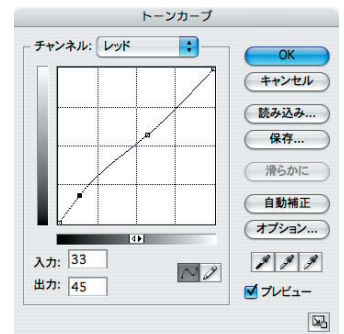 トーンカーブ
チャンネル: レッド
OK
キャンセル
読み込み...
保存...
滑らかに
自動補正
オプション...
入力: 33
出力: 45
プレビュー